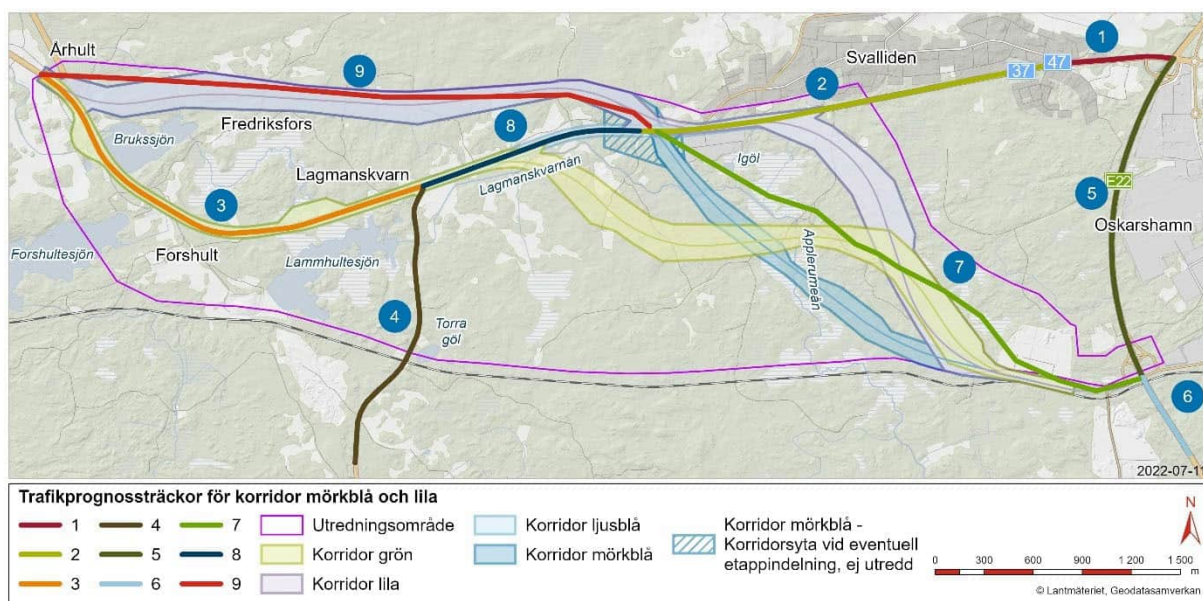 Århult
1
Svalliden
47
37
2
9
Fredriksfors
8
Brukssjön
Lagmanskvarn
Lagmanskvarnån
Igöl
5
E22
3
Oskarshamn
Forshultesjön
Forshult
Lammhultesjön
Applerumeån
7
4
Torra
göl
6
2022-07-11
Trafikprognossträckor för korridor mörkblå och lila
1
4
7
Utredningsområde
Korridor ljusblå
Korridor mörkblå -
Korridorsyta vid eventuell
etappindelning, ej utredd
2
5
8
Korridor grön
Korridor mörkblå
3
6
9
Korridor lila
N
0 300 600 900 1 200 1 500
m
© Lantmäteriet, Geodatasamverkan